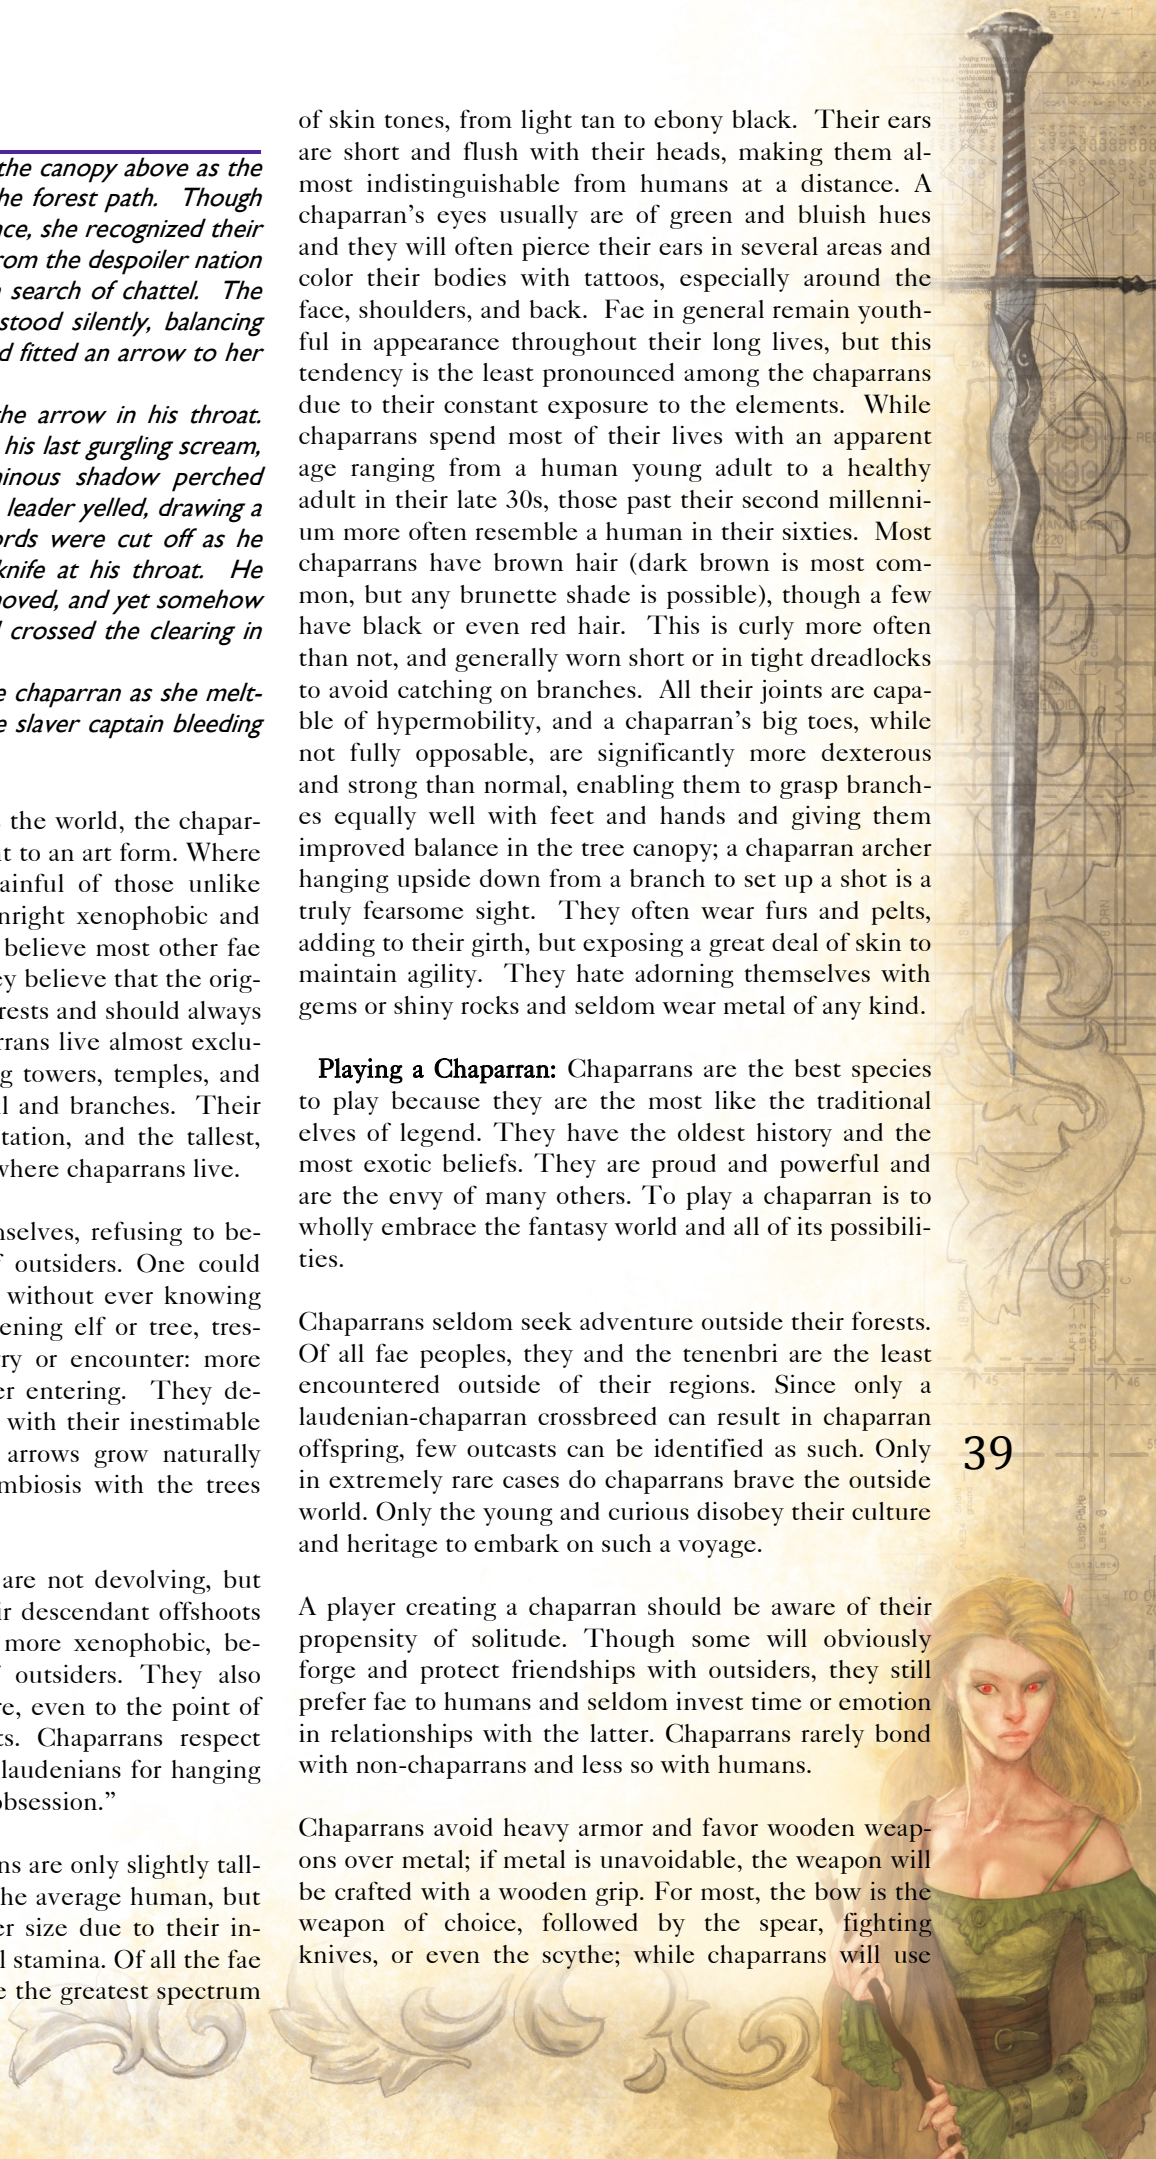 the canopy above as the
he forest path. Though
nce, she recognized their
rom the despoiler nation
search of chattel. The
stood silently, balancing
d fitted an arrow to her
the arrow in his throat.
his last gurgling scream,
minous shadow perched
leader yelled, drawing a
ords were cut off as he
knife at his throat. He
moved, and yet somehow
d crossed the clearing in
e chaparran as she melt-
e slaver captain bleeding
the world, the chapar-
it to an art form. Where
ainful of those unlike
nright xenophobic and
believe most other fae
ey believe that the orig-
rests and should always
rrans live almost exclu-
g towers, temples, and
l and branches. Their
tation, and the tallest,
where chaparrans live.
mselves, refusing to be-
f outsiders. One could
without ever knowing
ening elf or tree, tres-
rry or encounter: more
er entering. They de-
with their inestimable
arrows grow naturally
mbiosis with the trees
are not devolving, but
ir descendant offshoots
more xenophobic, be-
f outsiders. They also
re, even to the point of
ts. Chaparrans respect
laudenians for hanging
obsession.”
ns are only slightly tall-
he average human, but
er size due to their in-
l stamina. Of all the fae
e the greatest spectrum
of skin tones, from light tan to ebony black. Their ears
are short and flush with their heads, making them al-
most indistinguishable from humans at a distance. A
chaparran’s eyes usually are of green and bluish hues
and they will often pierce their ears in several areas and
color their bodies with tattoos, especially around the
face, shoulders, and back. Fae in general remain youth-
ful in appearance throughout their long lives, but this
tendency is the least pronounced among the chaparrans
due to their constant exposure to the elements. While
chaparrans spend most of their lives with an apparent
age ranging from a human young adult to a healthy
adult in their late 30s, those past their second millenni-
um more often resemble a human in their sixties. Most
chaparrans have brown hair (dark brown is most com-
mon, but any brunette shade is possible), though a few
have black or even red hair. This is curly more often
than not, and generally worn short or in tight dreadlocks
to avoid catching on branches. All their joints are capa-
ble of hypermobility, and a chaparran’s big toes, while
not fully opposable, are significantly more dexterous
and strong than normal, enabling them to grasp branch-
es equally well with feet and hands and giving them
improved balance in the tree canopy; a chaparran archer
hanging upside down from a branch to set up a shot is a
truly fearsome sight. They often wear furs and pelts,
adding to their girth, but exposing a great deal of skin to
maintain agility. They hate adorning themselves with
gems or shiny rocks and seldom wear metal of any kind.
Playing a Chaparran: Chaparrans are the best species
to play because they are the most like the traditional
elves of legend. They have the oldest history and the
most exotic beliefs. They are proud and powerful and
are the envy of many others. To play a chaparran is to
wholly embrace the fantasy world and all of its possibili-
ties.
Chaparrans seldom seek adventure outside their forests.
Of all fae peoples, they and the tenenbri are the least
encountered outside of their regions. Since only a
laudenian-chaparran crossbreed can result in chaparran
offspring, few outcasts can be identified as such. Only
in extremely rare cases do chaparrans brave the outside
world. Only the young and curious disobey their culture
and heritage to embark on such a voyage.
A player creating a chaparran should be aware of their
propensity of solitude. Though some will obviously
forge and protect friendships with outsiders, they still
prefer fae to humans and seldom invest time or emotion
in relationships with the latter. Chaparrans rarely bond
with non-chaparrans and less so with humans.
Chaparrans avoid heavy armor and favor wooden weap-
ons over metal; if metal is unavoidable, the weapon will
be crafted with a wooden grip. For most, the bow is the
weapon of choice, followed by the spear, fighting
knives, or even the scythe; while chaparrans will use
39